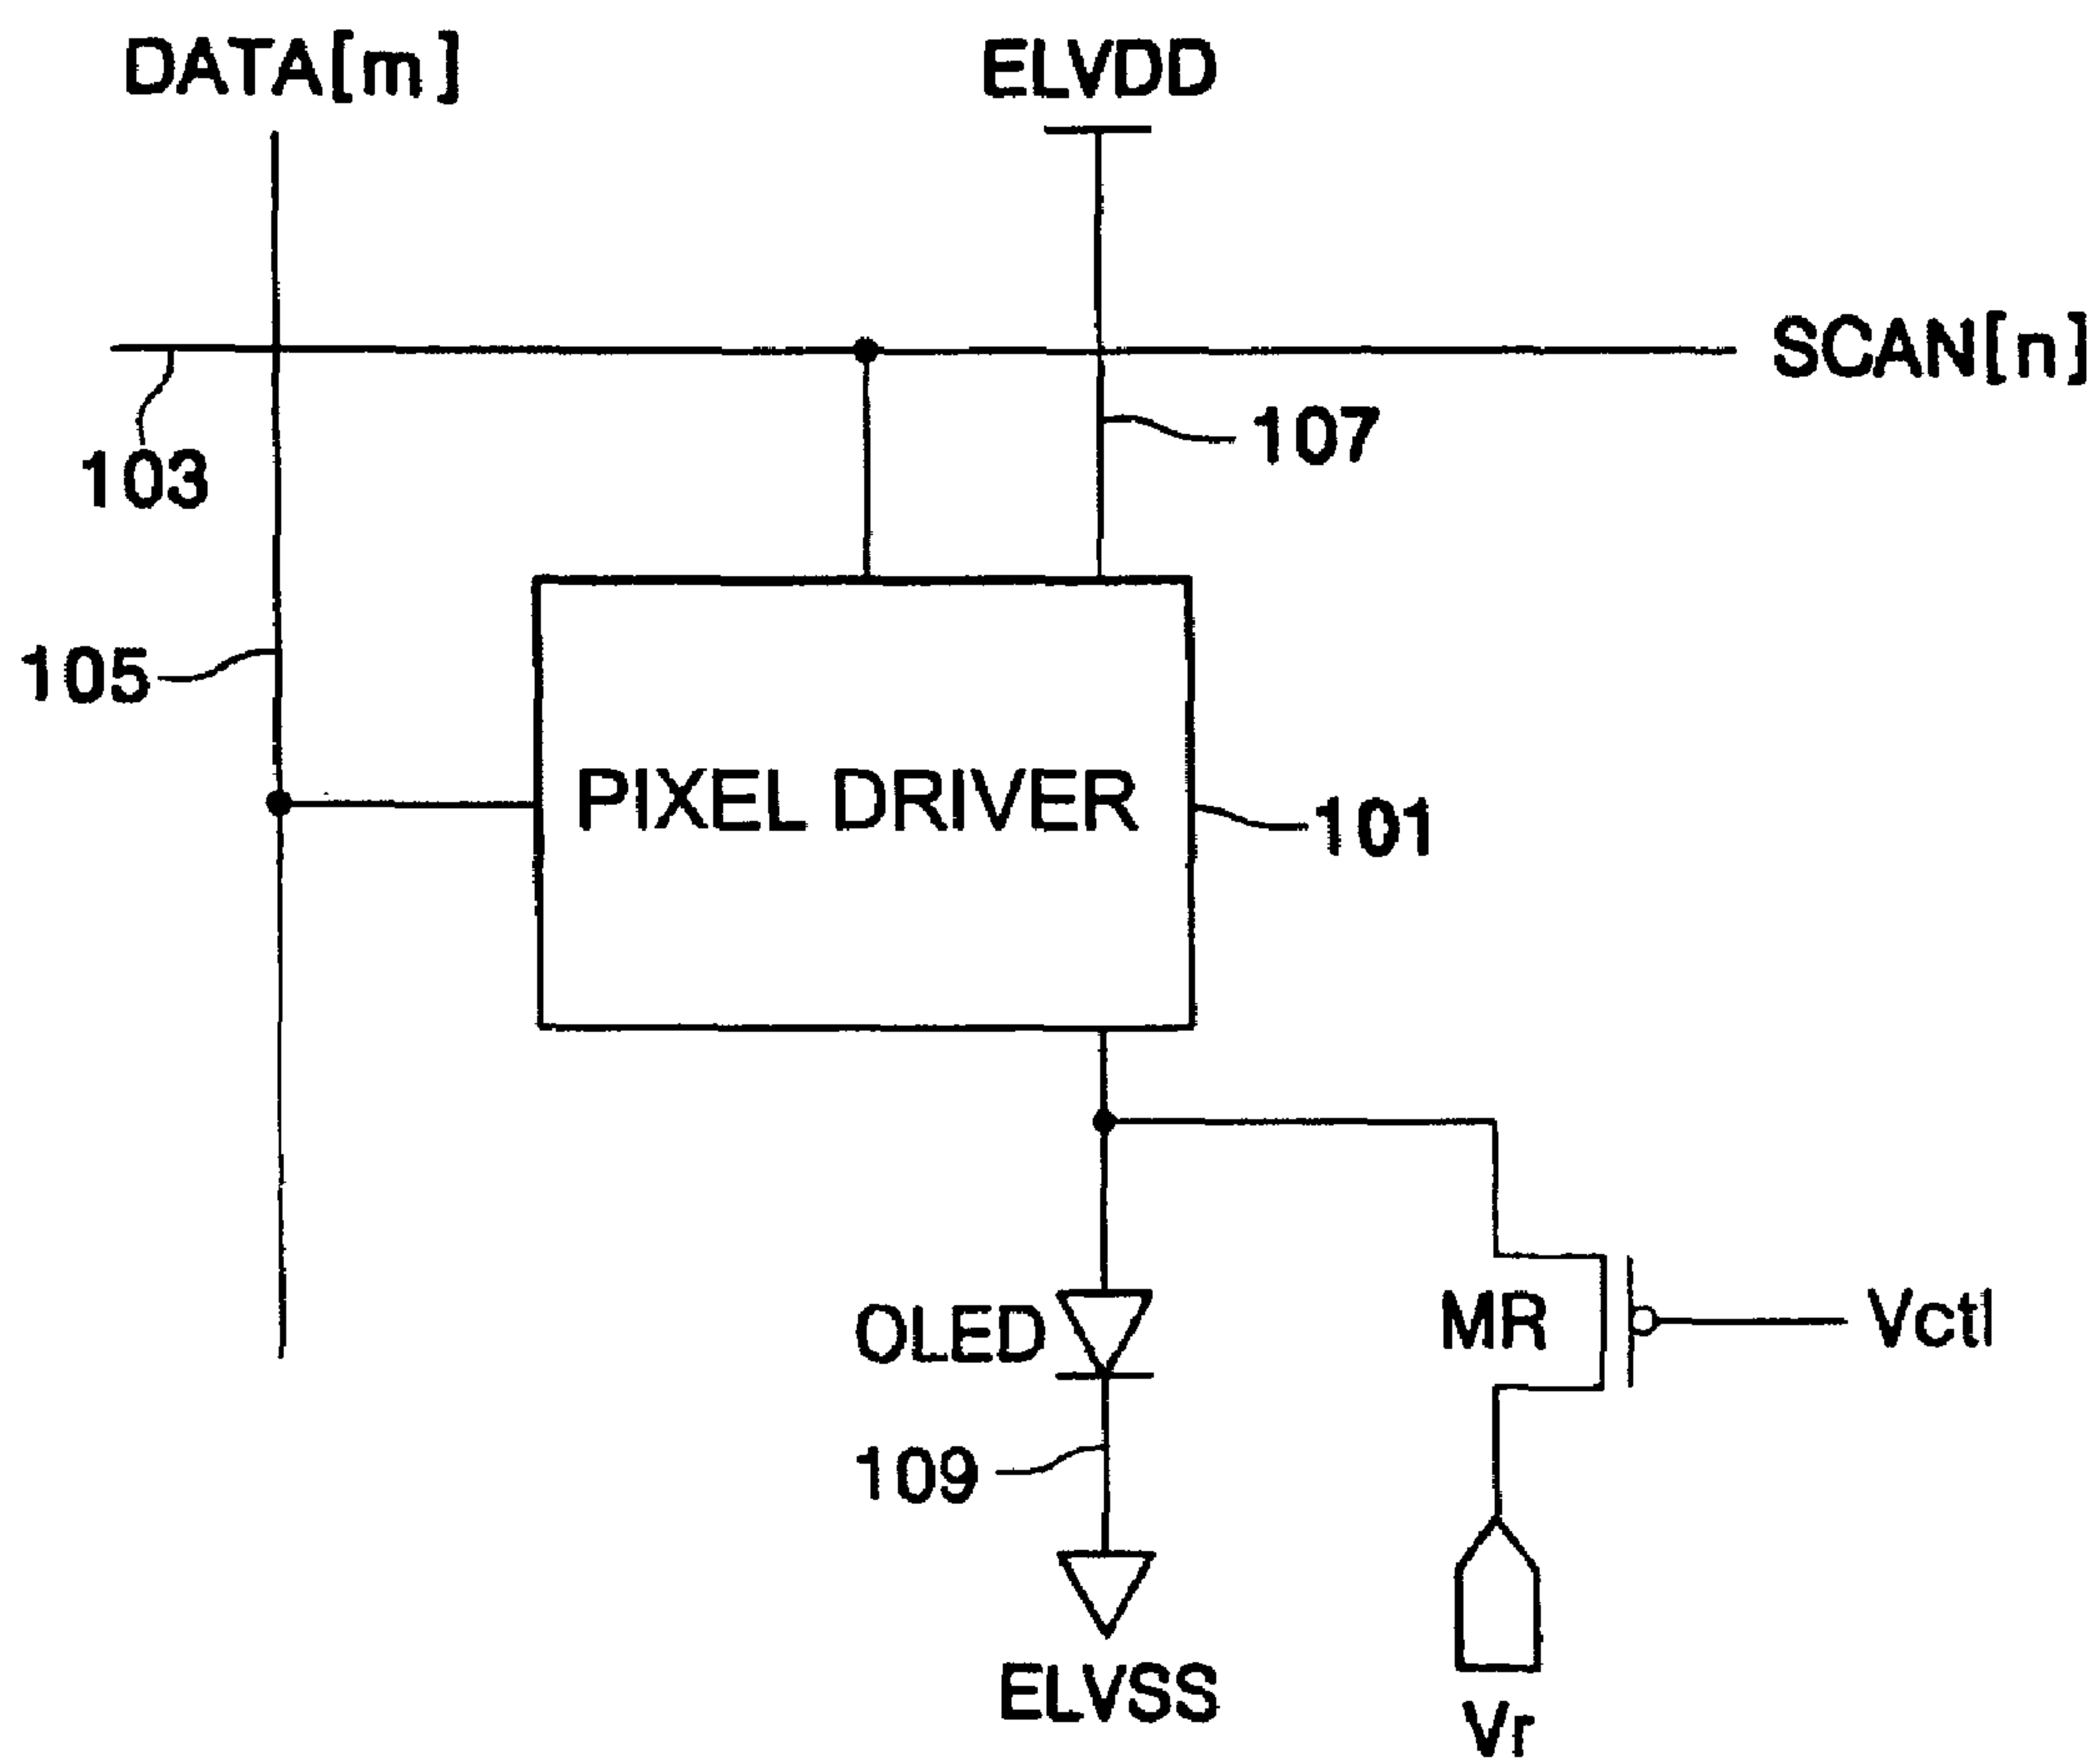 DATA[m]
ELVDD
SCAN[n]
107
103
105
PIXEL DRIVER
101
OLED
MR
Vctl
109
ELVSS
Vr